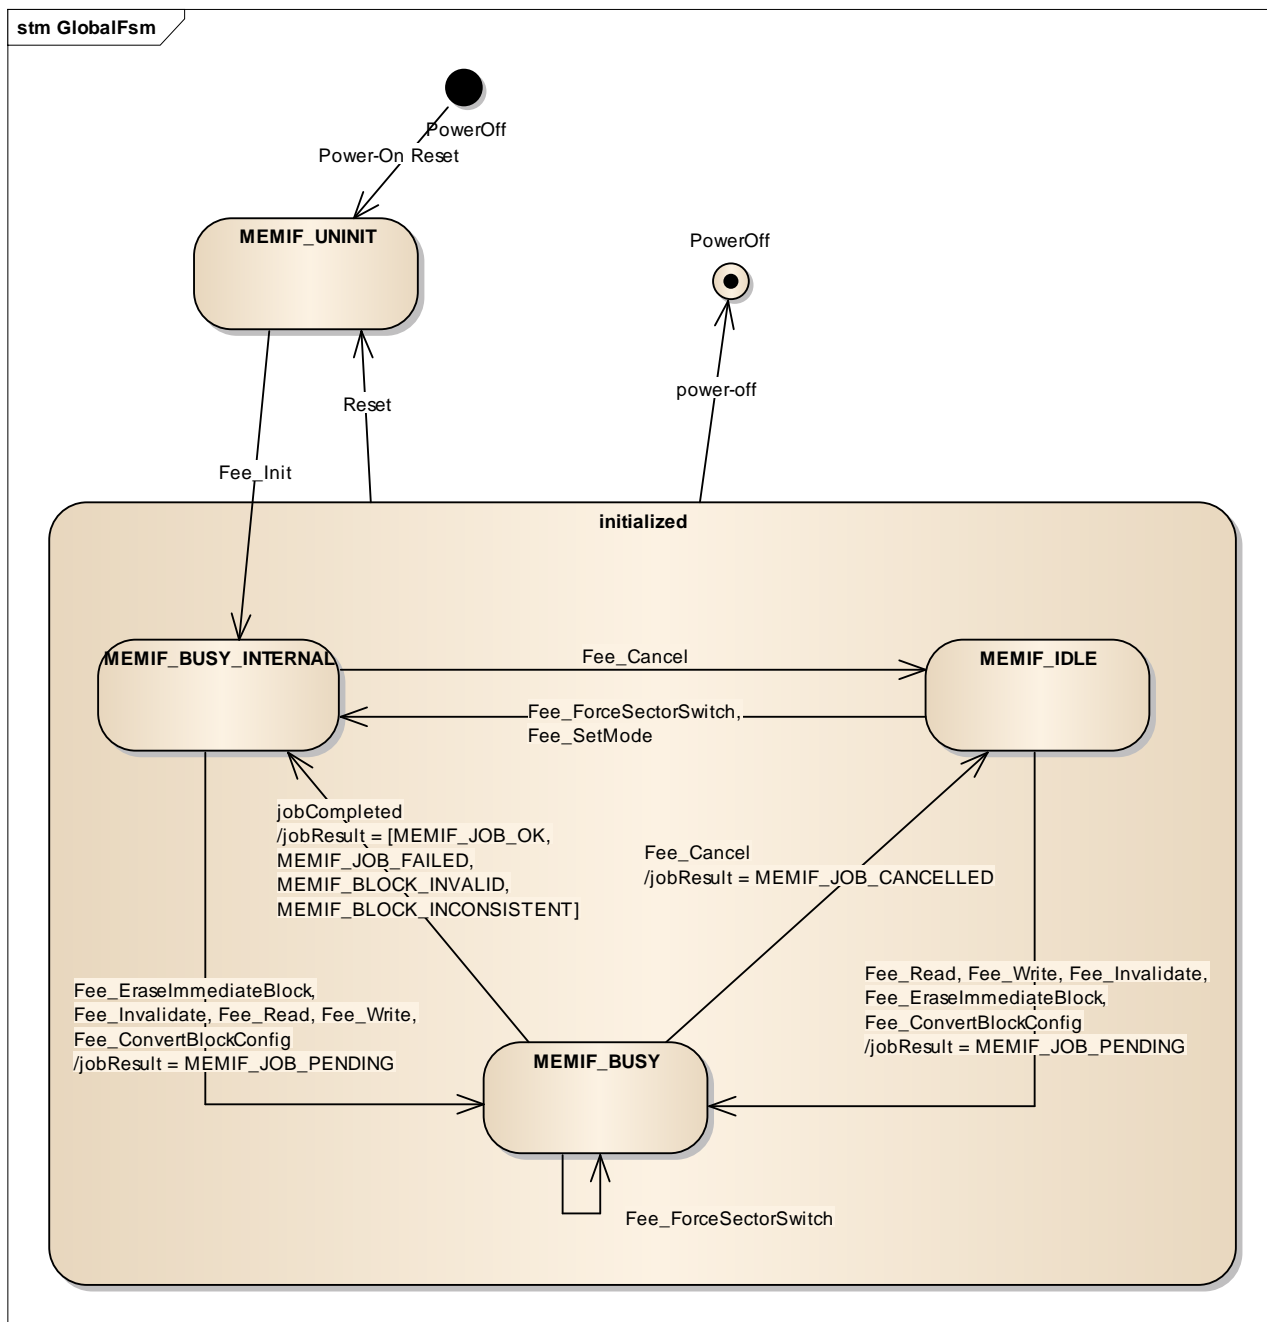 stm GlobalFsm
PowerOff
Power-On Reset
MEMIF_UNINIT
PowerOff
power-off
Reset
Fee_Init
initialized
MEMIF_BUSY_INTERNAL
Fee_Cancel
MEMIF_IDLE
Fee_ForceSectorSwitch,
Fee_SetMode
jobCompleted
/jobResult = [MEMIF_JOB_OK,
MEMIF_JOB_FAILED,
MEMIF_BLOCK_INVALID,
MEMIF_BLOCK_INCONSISTENT]
Fee_Cancel
/jobResult = MEMIF_JOB_CANCELLED
Fee_EraseImmediateBlock,
Fee_Invalidate, Fee_Read, Fee_Write,
Fee_ConvertBlockConfig
/jobResult = MEMIF_JOB_PENDING
Fee_Read, Fee_Write, Fee_Invalidate,
Fee_EraseImmediateBlock,
Fee_ConvertBlockConfig
/jobResult = MEMIF_JOB_PENDING
MEMIF_BUSY
Fee_ForceSectorSwitch